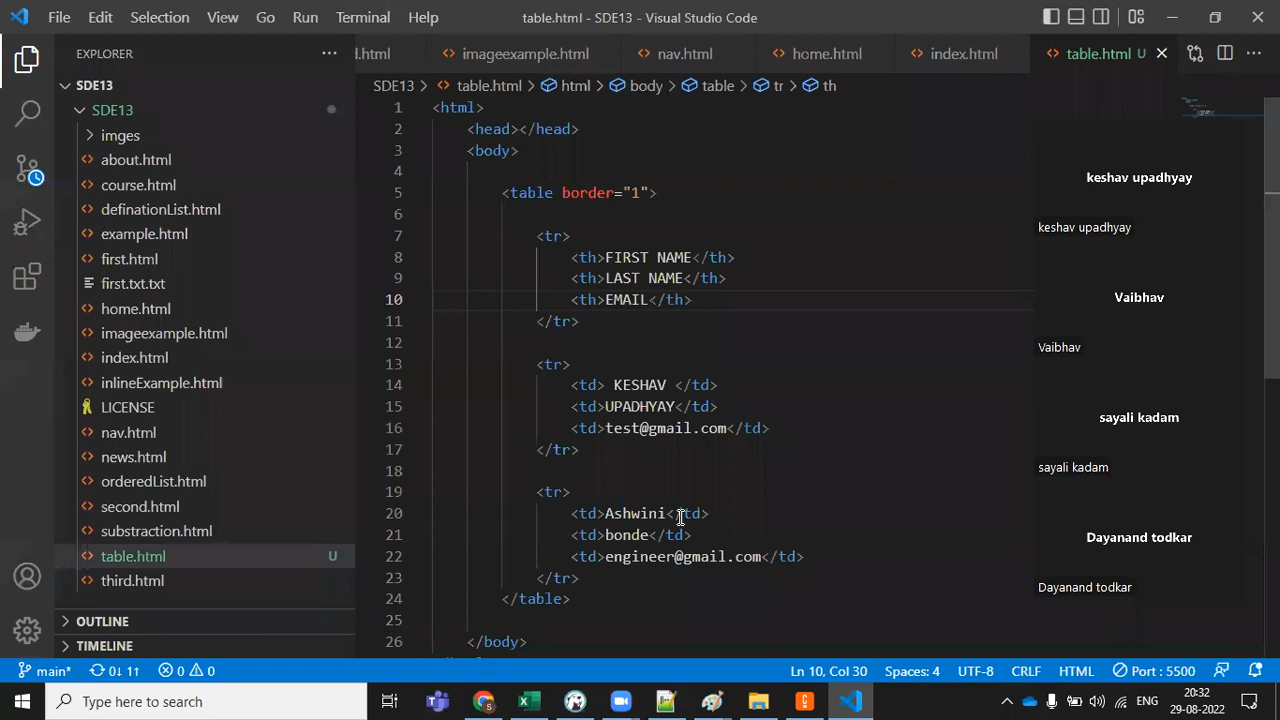 File Edit Selection View Go Run Terminal Help table.html - SDE13 - Visual Studio Code
EXPLORER
d.html imageexample.html nav.html home.html index.html table.html U
SDE13 > table.html > html > body > table > tr > th
SDE13
SDE13
imges
about.html
course.html
definationList.html
example.html
first.html
first.txt.txt
home.html
imageexample.html
index.html
inlineExample.html
LICENSE
nav.html
news.html
orderedList.html
second.html
substraction.html
table.html U
third.html
OUTLINE
TIMELINE
1 <html>
2 <head></head>
3 <body>
4
5 <table border="1">
6
7 <tr>
8 <th>FIRST NAME</th>
9 <th>LAST NAME</th>
10 <th>EMAIL</th>
11 </tr>
12
13 <tr>
14 <td> KESHAV </td>
15 <td>UPADHYAY</td>
16 <td>test@gmail.com</td>
17 </tr>
18
19 <tr>
20 <td>Ashwini</td>
21 <td>bonde</td>
22 <td>engineer@gmail.com</td>
23 </tr>
24 </table>
25
26 </body>
keshav upadhyay
keshav upadhyay
Vaibhav
Vaibhav
sayali kadam
sayali kadam
Dayanand todkar
Dayanand todkar
main* 0↓ 1↑ 0 0 Ln 10, Col 30 Spaces: 4 UTF-8 CRLF HTML Port : 5500
Type here to search
ENG
20:32
29-08-2022